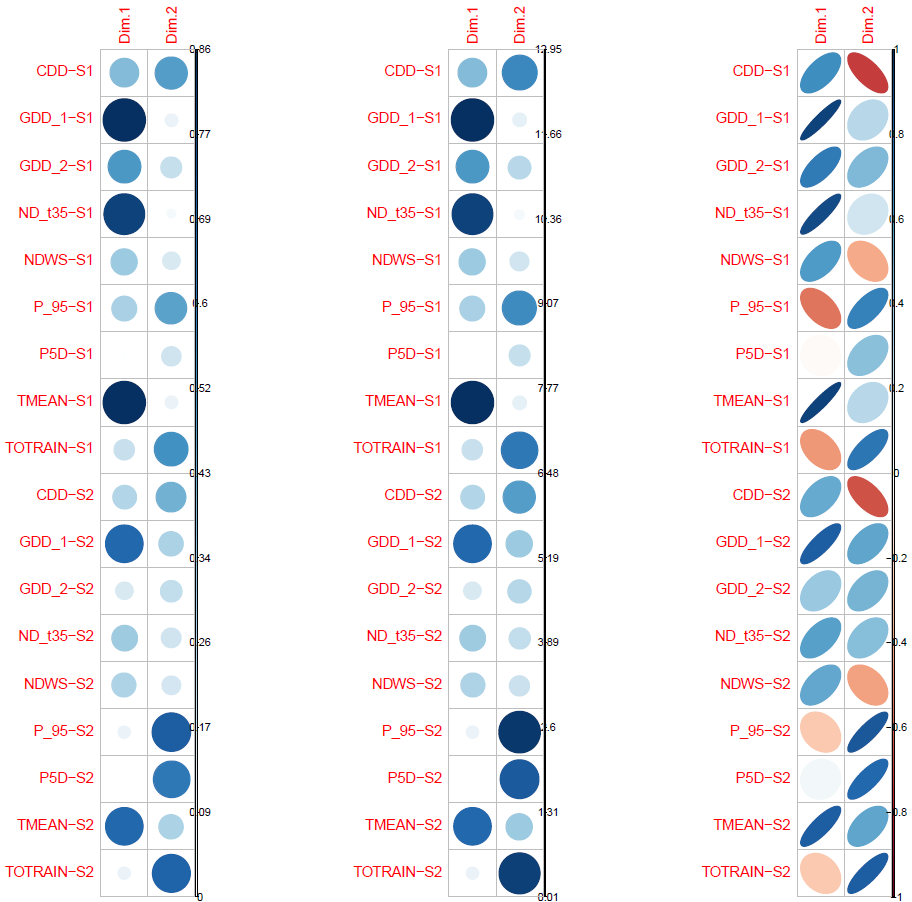 Dim.1
Dim.2
CDD−S1
GDD_1−S1
GDD_2−S1
ND_t35−S1
NDWS−S1
P_95−S1
P5D−S1
TMEAN−S1
TOTRAIN−S1
CDD−S2
GDD_1−S2
GDD_2−S2
ND_t35−S2
NDWS−S2
P_95−S2
P5D−S2
TMEAN−S2
TOTRAIN−S2
0.86
0.77
0.69
0.6
0.52
0.43
0.34
0.26
0.17
0.09
0
Dim.1
Dim.2
CDD−S1
GDD_1−S1
GDD_2−S1
ND_t35−S1
NDWS−S1
P_95−S1
P5D−S1
TMEAN−S1
TOTRAIN−S1
CDD−S2
GDD_1−S2
GDD_2−S2
ND_t35−S2
NDWS−S2
P_95−S2
P5D−S2
TMEAN−S2
TOTRAIN−S2
12.95
11.66
10.36
9.07
7.77
6.48
5.19
3.89
2.6
1.31
0.01
Dim.1
Dim.2
CDD−S1
GDD_1−S1
GDD_2−S1
ND_t35−S1
NDWS−S1
P_95−S1
P5D−S1
TMEAN−S1
TOTRAIN−S1
CDD−S2
GDD_1−S2
GDD_2−S2
ND_t35−S2
NDWS−S2
P_95−S2
P5D−S2
TMEAN−S2
TOTRAIN−S2
1
0.8
0.6
0.4
0.2
0
−0.2
−0.4
−0.6
−0.8
−1